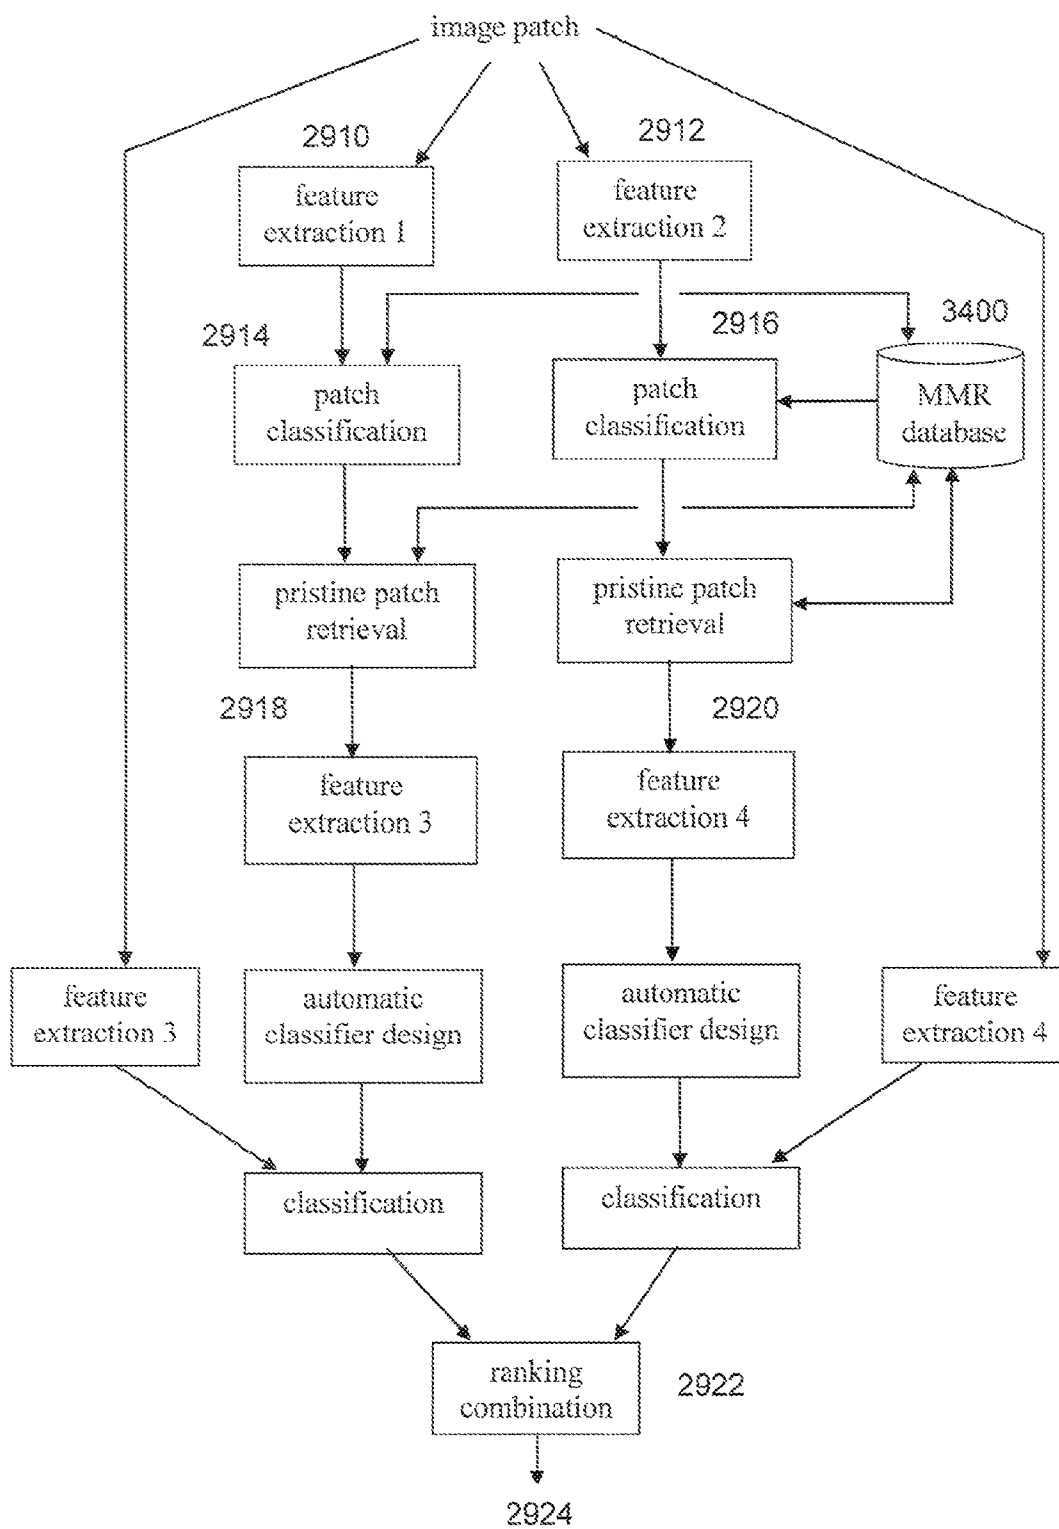 image patch
2910
2912
feature
extraction 1
feature
extraction 2
2914
2916
3400
patch
classification
patch
classification
MMR
database
pristine patch
retrieval
pristine patch
retrieval
2918
2920
feature
extraction 3
feature
extraction 4
feature
extraction 3
automatic
classifier design
automatic
classifier design
feature
extraction 4
classification
classification
ranking
combination
2922
2924